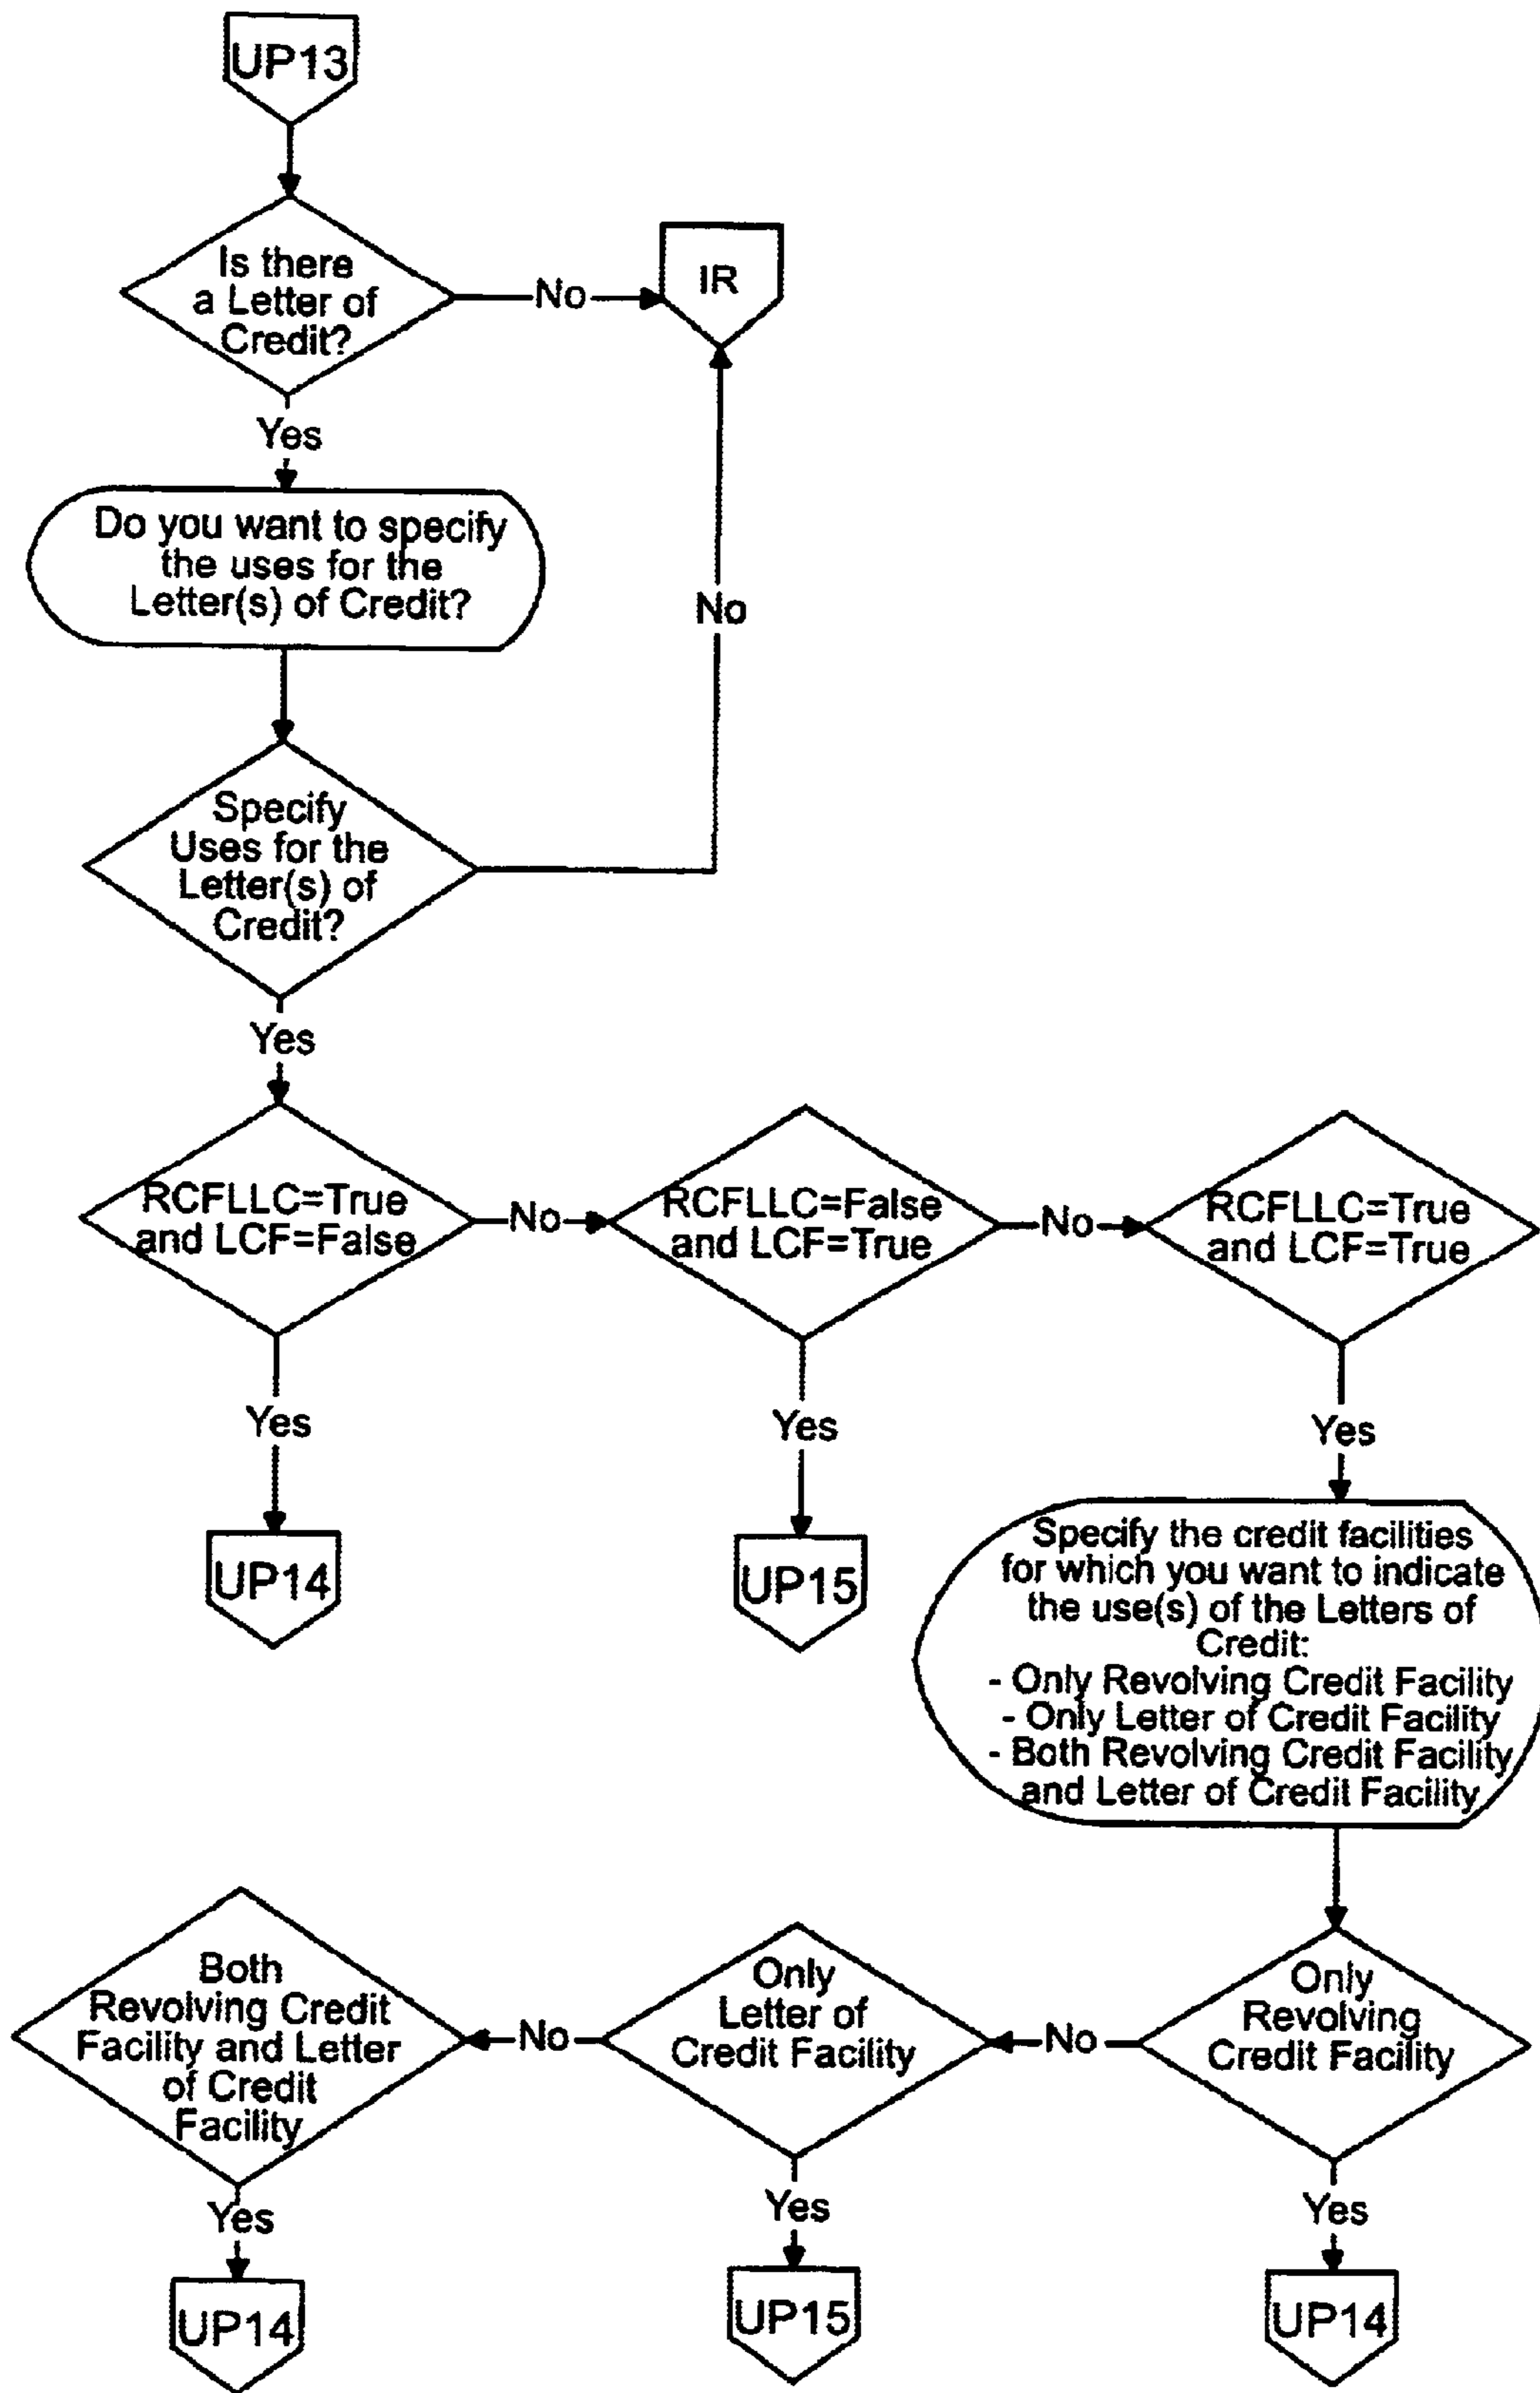 UP13
Is there
a Letter of
Credit?
No
IR
Yes
Do you want to specify
the uses for the
Letter(s) of Credit?
No
Specify
Uses for the
Letter(s) of
Credit?
Yes
RCFLLC=True
and LCF=False
No
RCFLLC=False
and LCF=True
No
RCFLLC=True
and LCF=True
Yes
Yes
Yes
UP14
UP15
Specify the credit facilities
for which you want to indicate
the use(s) of the Letters of
Credit:
- Only Revolving Credit Facility
- Only Letter of Credit Facility
- Both Revolving Credit Facility
and Letter of Credit Facility
Both
Revolving Credit
Facility and Letter
of Credit
Facility
No
Only
Letter of
Credit Facility
No
Only
Revolving
Credit Facility
Yes
Yes
Yes
UP14
UP15
UP14